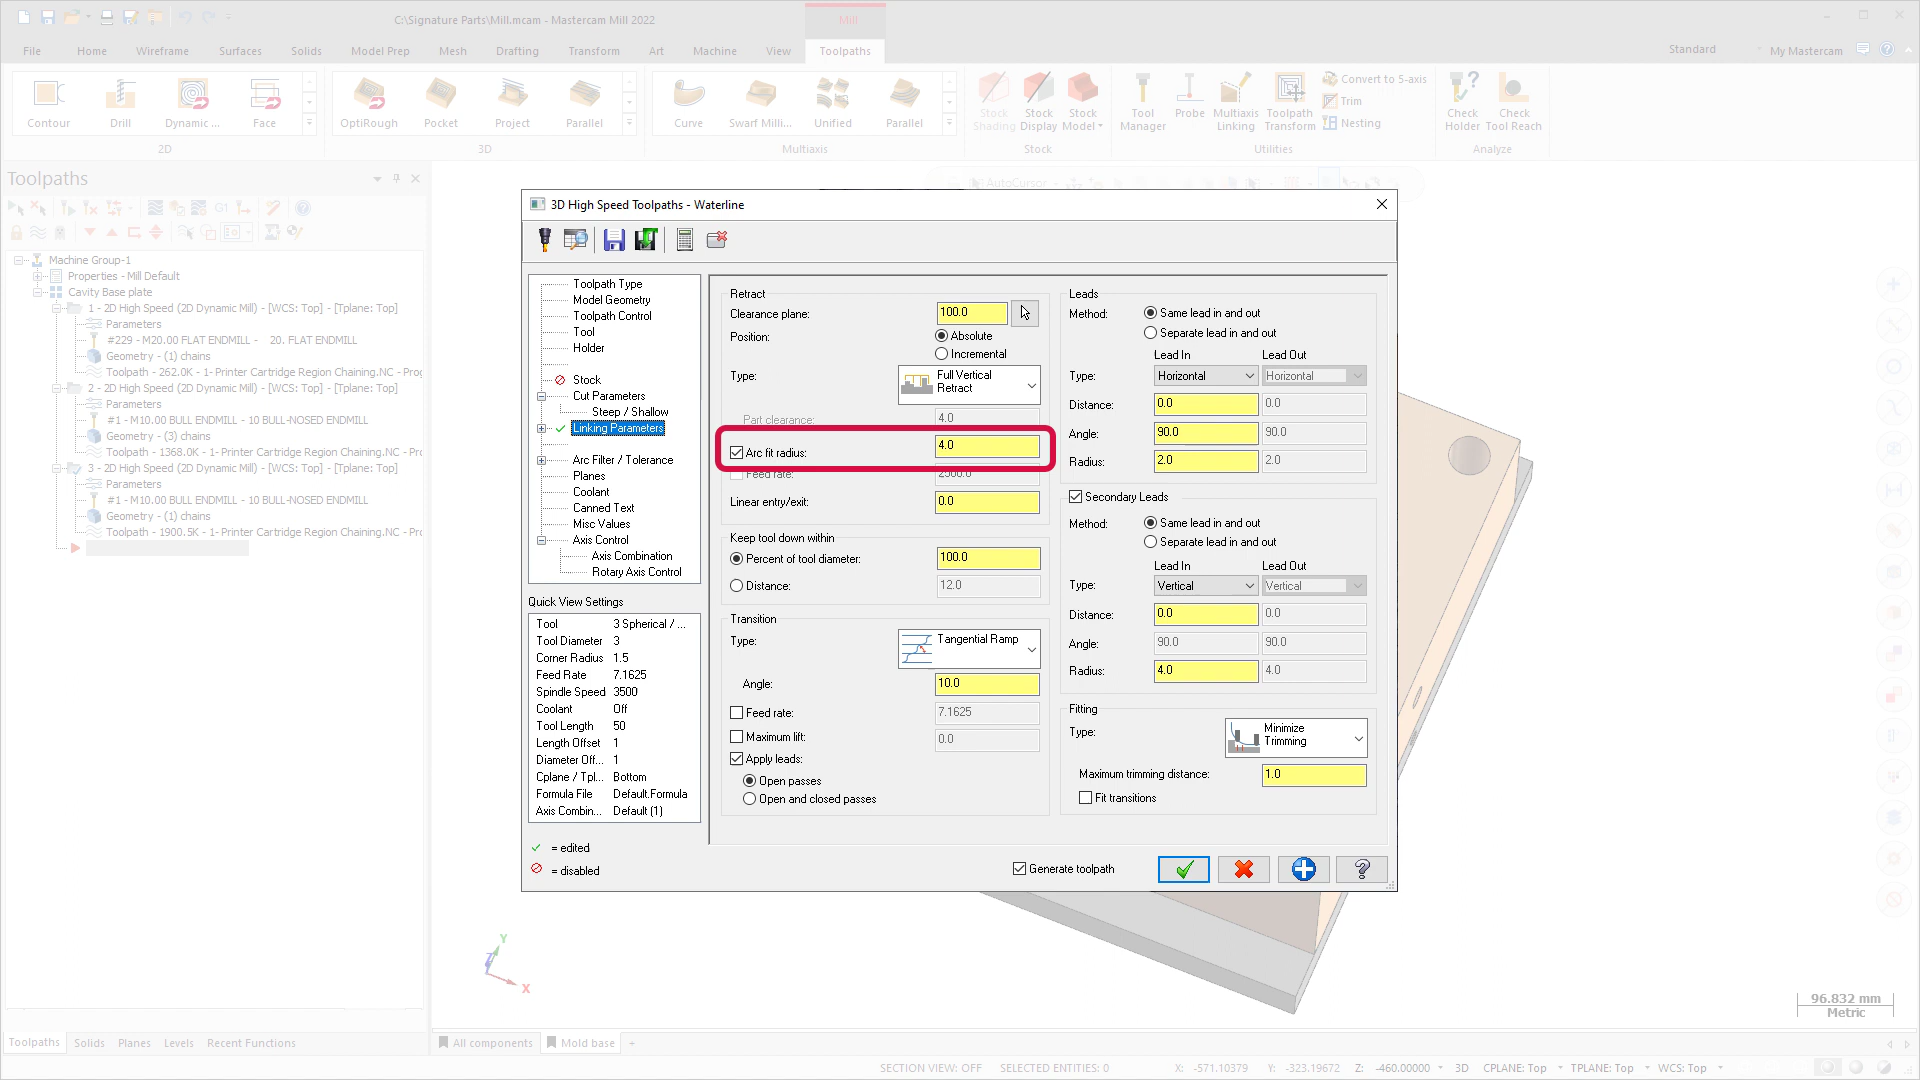 C:\Signature Parts\Mill.mcam - Mastercam Mill 2022
Mill
File Home Wireframe Surfaces Solids Model Prep Mesh Drafting Transform Art Machine View Toolpaths
Standard My Mastercam
Contour Drill Dynamic ... Face
2D
OptiRough Pocket Project Parallel
3D
Curve Swarf Milli... Unified Parallel
Multiaxis
Stock Shading Stock Display Stock Model
Stock
Tool Manager Probe Multiaxis Linking Toolpath Transform
Convert to 5-axis
Trim
Nesting
Utilities
Check Holder Check Tool Reach
Analyze
Toolpaths
G1
AutoCursor
Machine Group-1
Properties - Mill Default
Cavity Base plate
1 - 2D High Speed (2D Dynamic Mill) - [WCS: Top] - [Tplane: Top]
Parameters
#229 - M20.00 FLAT ENDMILL - 20. FLAT ENDMILL
Geometry - (1) chains
Toolpath - 262.0K - 1- Printer Cartridge Region Chaining.NC - Prog
2 - 2D High Speed (2D Dynamic Mill) - [WCS: Top] - [Tplane: Top]
Parameters
#1 - M10.00 BULL ENDMILL - 10 BULL-NOSED ENDMILL
Geometry - (3) chains
Toolpath - 1368.0K - 1- Printer Cartridge Region Chaining.NC - Pro
3 - 2D High Speed (2D Dynamic Mill) - [WCS: Top] - [Tplane: Top]
Parameters
#1 - M10.00 BULL ENDMILL - 10 BULL-NOSED ENDMILL
Geometry - (1) chains
Toolpath - 1900.5K - 1- Printer Cartridge Region Chaining.NC - Pro
3D High Speed Toolpaths - Waterline
Toolpath Type
Model Geometry
Toolpath Control
Tool
Holder
Stock
Cut Parameters
Steep / Shallow
Linking Parameters
Arc Filter / Tolerance
Planes
Coolant
Canned Text
Misc Values
Axis Control
Axis Combination
Rotary Axis Control
Quick View Settings
Tool 3 Spherical / ...
Tool Diameter 3
Corner Radius 1.5
Feed Rate 7.1625
Spindle Speed 3500
Coolant Off
Tool Length 50
Length Offset 1
Diameter Off... 1
Cplane / Tpl... Bottom
Formula File Default.Formula
Axis Combin... Default (1)
= edited
= disabled
Retract
Clearance plane: 100.0
Position: Absolute
Incremental
Type: Full Vertical Retract
Part clearance: 4.0
Arc fit radius: 4.0
Feed rate: 2500.0
Linear entry/exit: 0.0
Keep tool down within
Percent of tool diameter: 100.0
Distance: 12.0
Transition
Type: Tangential Ramp
Angle: 10.0
Feed rate: 7.1625
Maximum lift: 0.0
Apply leads:
Open passes
Open and closed passes
Leads
Method: Same lead in and out
Separate lead in and out
Lead In Lead Out
Type: Horizontal Horizontal
Distance: 0.0 0.0
Angle: 90.0 90.0
Radius: 2.0 2.0
Secondary Leads
Method: Same lead in and out
Separate lead in and out
Lead In Lead Out
Type: Vertical Vertical
Distance: 0.0 0.0
Angle: 90.0 90.0
Radius: 4.0 4.0
Fitting
Type: Minimize Trimming
Maximum trimming distance: 1.0
Fit transitions
Generate toolpath
Y
Z
X
96.832 mm
Metric
Toolpaths Solids Planes Levels Recent Functions
All components Mold base +
SECTION VIEW: OFF SELECTED ENTITIES: 0 X: -571.10379 Y: -323.19672 Z: -460.00000 3D CPLANE: Top TPLANE: Top WCS: Top